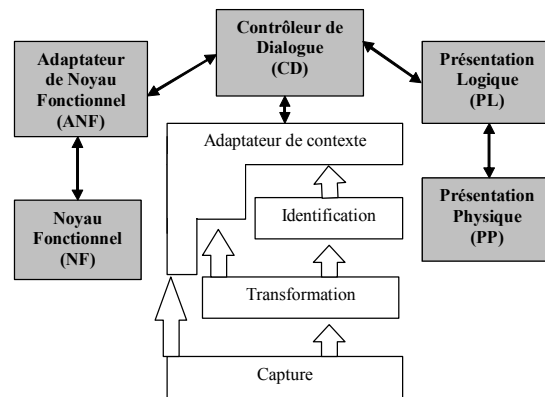 Adaptateur
de Noyau
Fonctionnel
(ANF)
Contrôleur de
Dialogue
(CD)
Présentation
Logique
(PL)
Adaptateur de contexte
Noyau
Fonctionnel
(NF)
Identification
Présentation
Physique
(PP)
Transformation
Capture